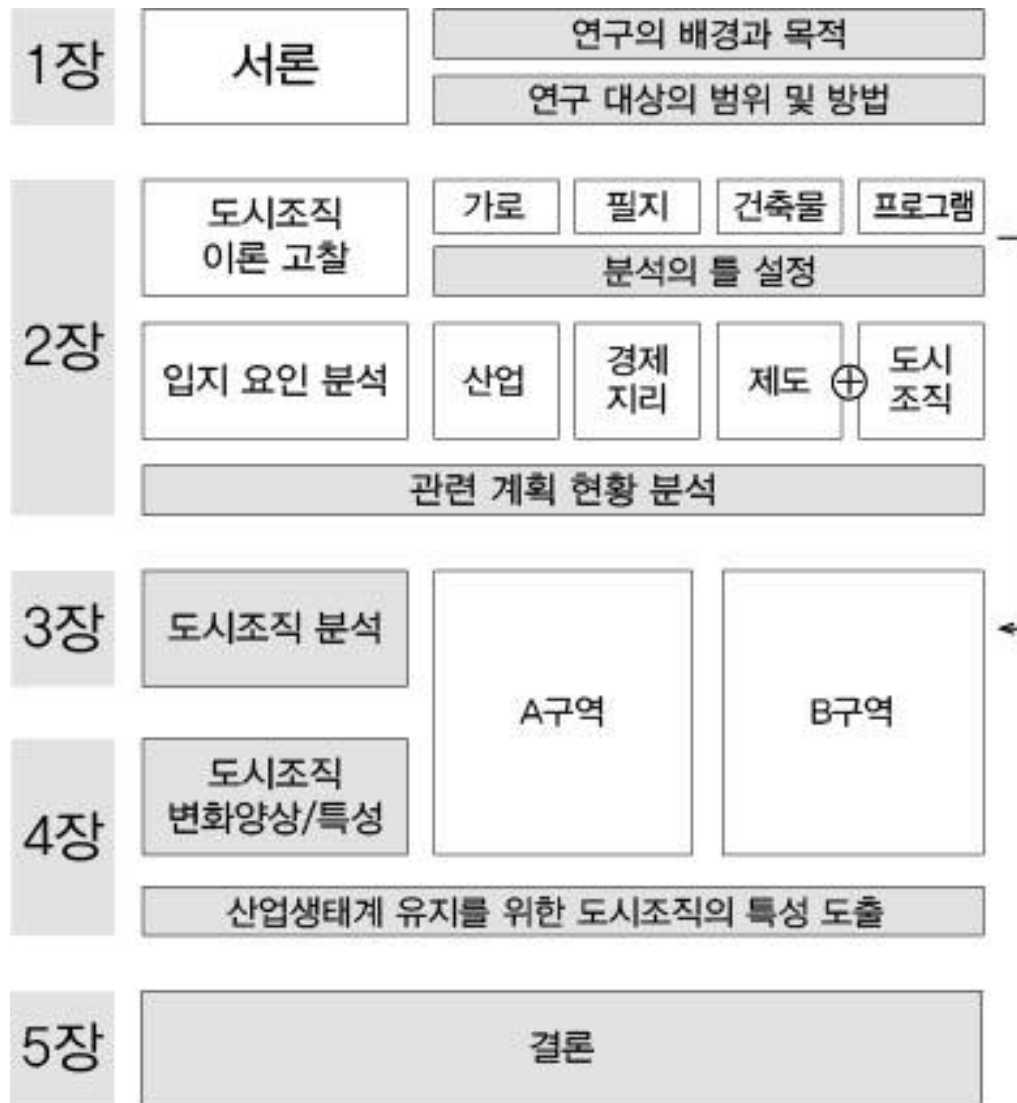 1장
서론
연구의 배경과 목적
연구 대상의 범위 및 방법
2장
도시조직
이론 고찰
가로
필지
건축물
프로그램
분석의 틀 설정
입지 요인 분석
산업
경제
지리
제도
도시
조직
관련 계획 현황 분석
3장
도시조직 분석
A구역
B구역
4장
도시조직
변화양상/특성
산업생태계 유지를 위한 도시조직의 특성 도출
5장
결론